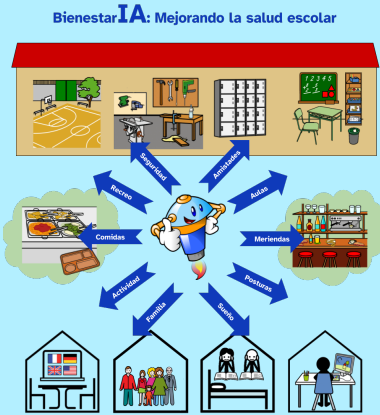 BienestarIA: Mejorando la salud escolar
1 2 3 4 5
Seguridad
Amistades
Recreo
Aulas
Comidas
Meriendas
Actividad
Posturas
Familia
Sueño